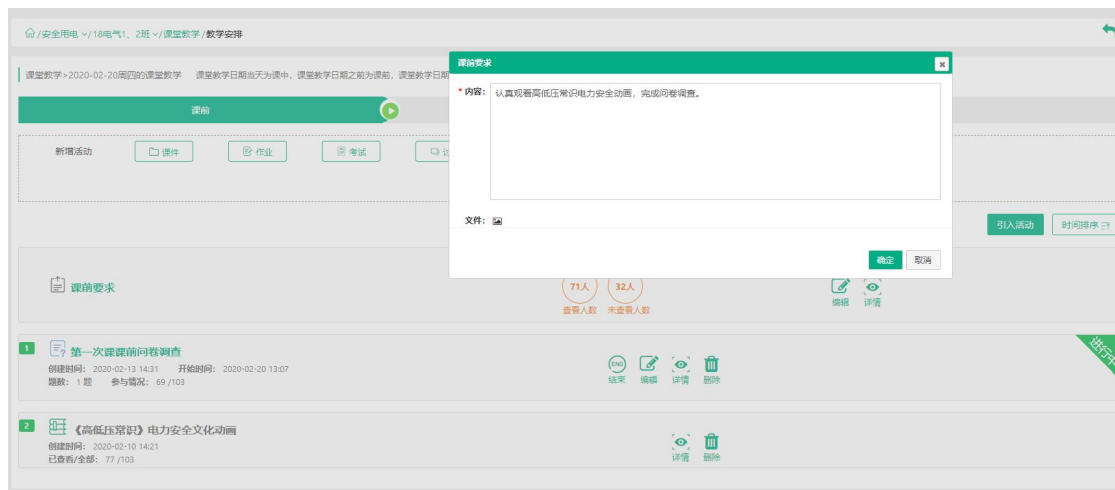 /安全用电 /18电气1、2班 /课堂教学/教学安排
课堂教学>2020-02-20周四的课堂教学 课堂教学日期当天为课中，课堂教学日期之前为课前，课堂教学日期
课前
新增活动 课件 作业 考试
课前要求
*内容： 认真观看高低压常识电力安全动画，完成问卷调查。
文件：
确定 取消
引入活动 时间排序
课前要求
71人 32人
查看人数 未查看人数
编辑 详情
1 第一次课课前问卷调查
创建时间： 2020-02-13 14:31 开始时间： 2020-02-20 13:07
题数： 1 题 参与情况： 69 /103
END
结束 编辑 详情 删除
进行中
2 《高低压常识》电力安全文化动画
创建时间： 2020-02-10 14:21
已查看/全部： 77 /103
详情 删除